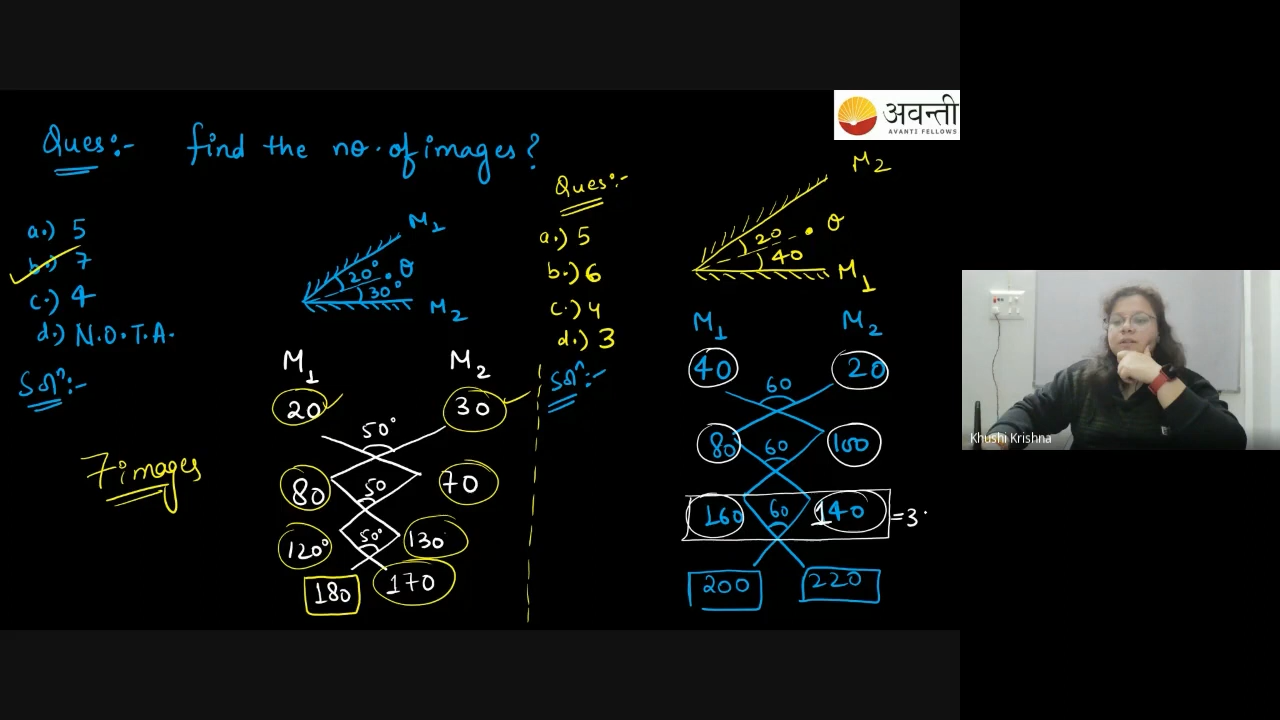 अवन्ती
AVANTI FELLOWS
Ques:- find the no. of images?
a.) 5
b.) 7
c.) 4
d.) N.O.T.A.
M1
20°
θ
30°
M2
Soln:-
7 images
M1 M2
20 30
50°
80 70
50
120° 130
50°
180 170
Ques:-
a.) 5
b.) 6
c.) 4
d.) 3
M2
20
θ
40
M1
Soln:-
M1 M2
40 20
60
80 100
60
160 60 140 =3
200 220
Khushi Krishna